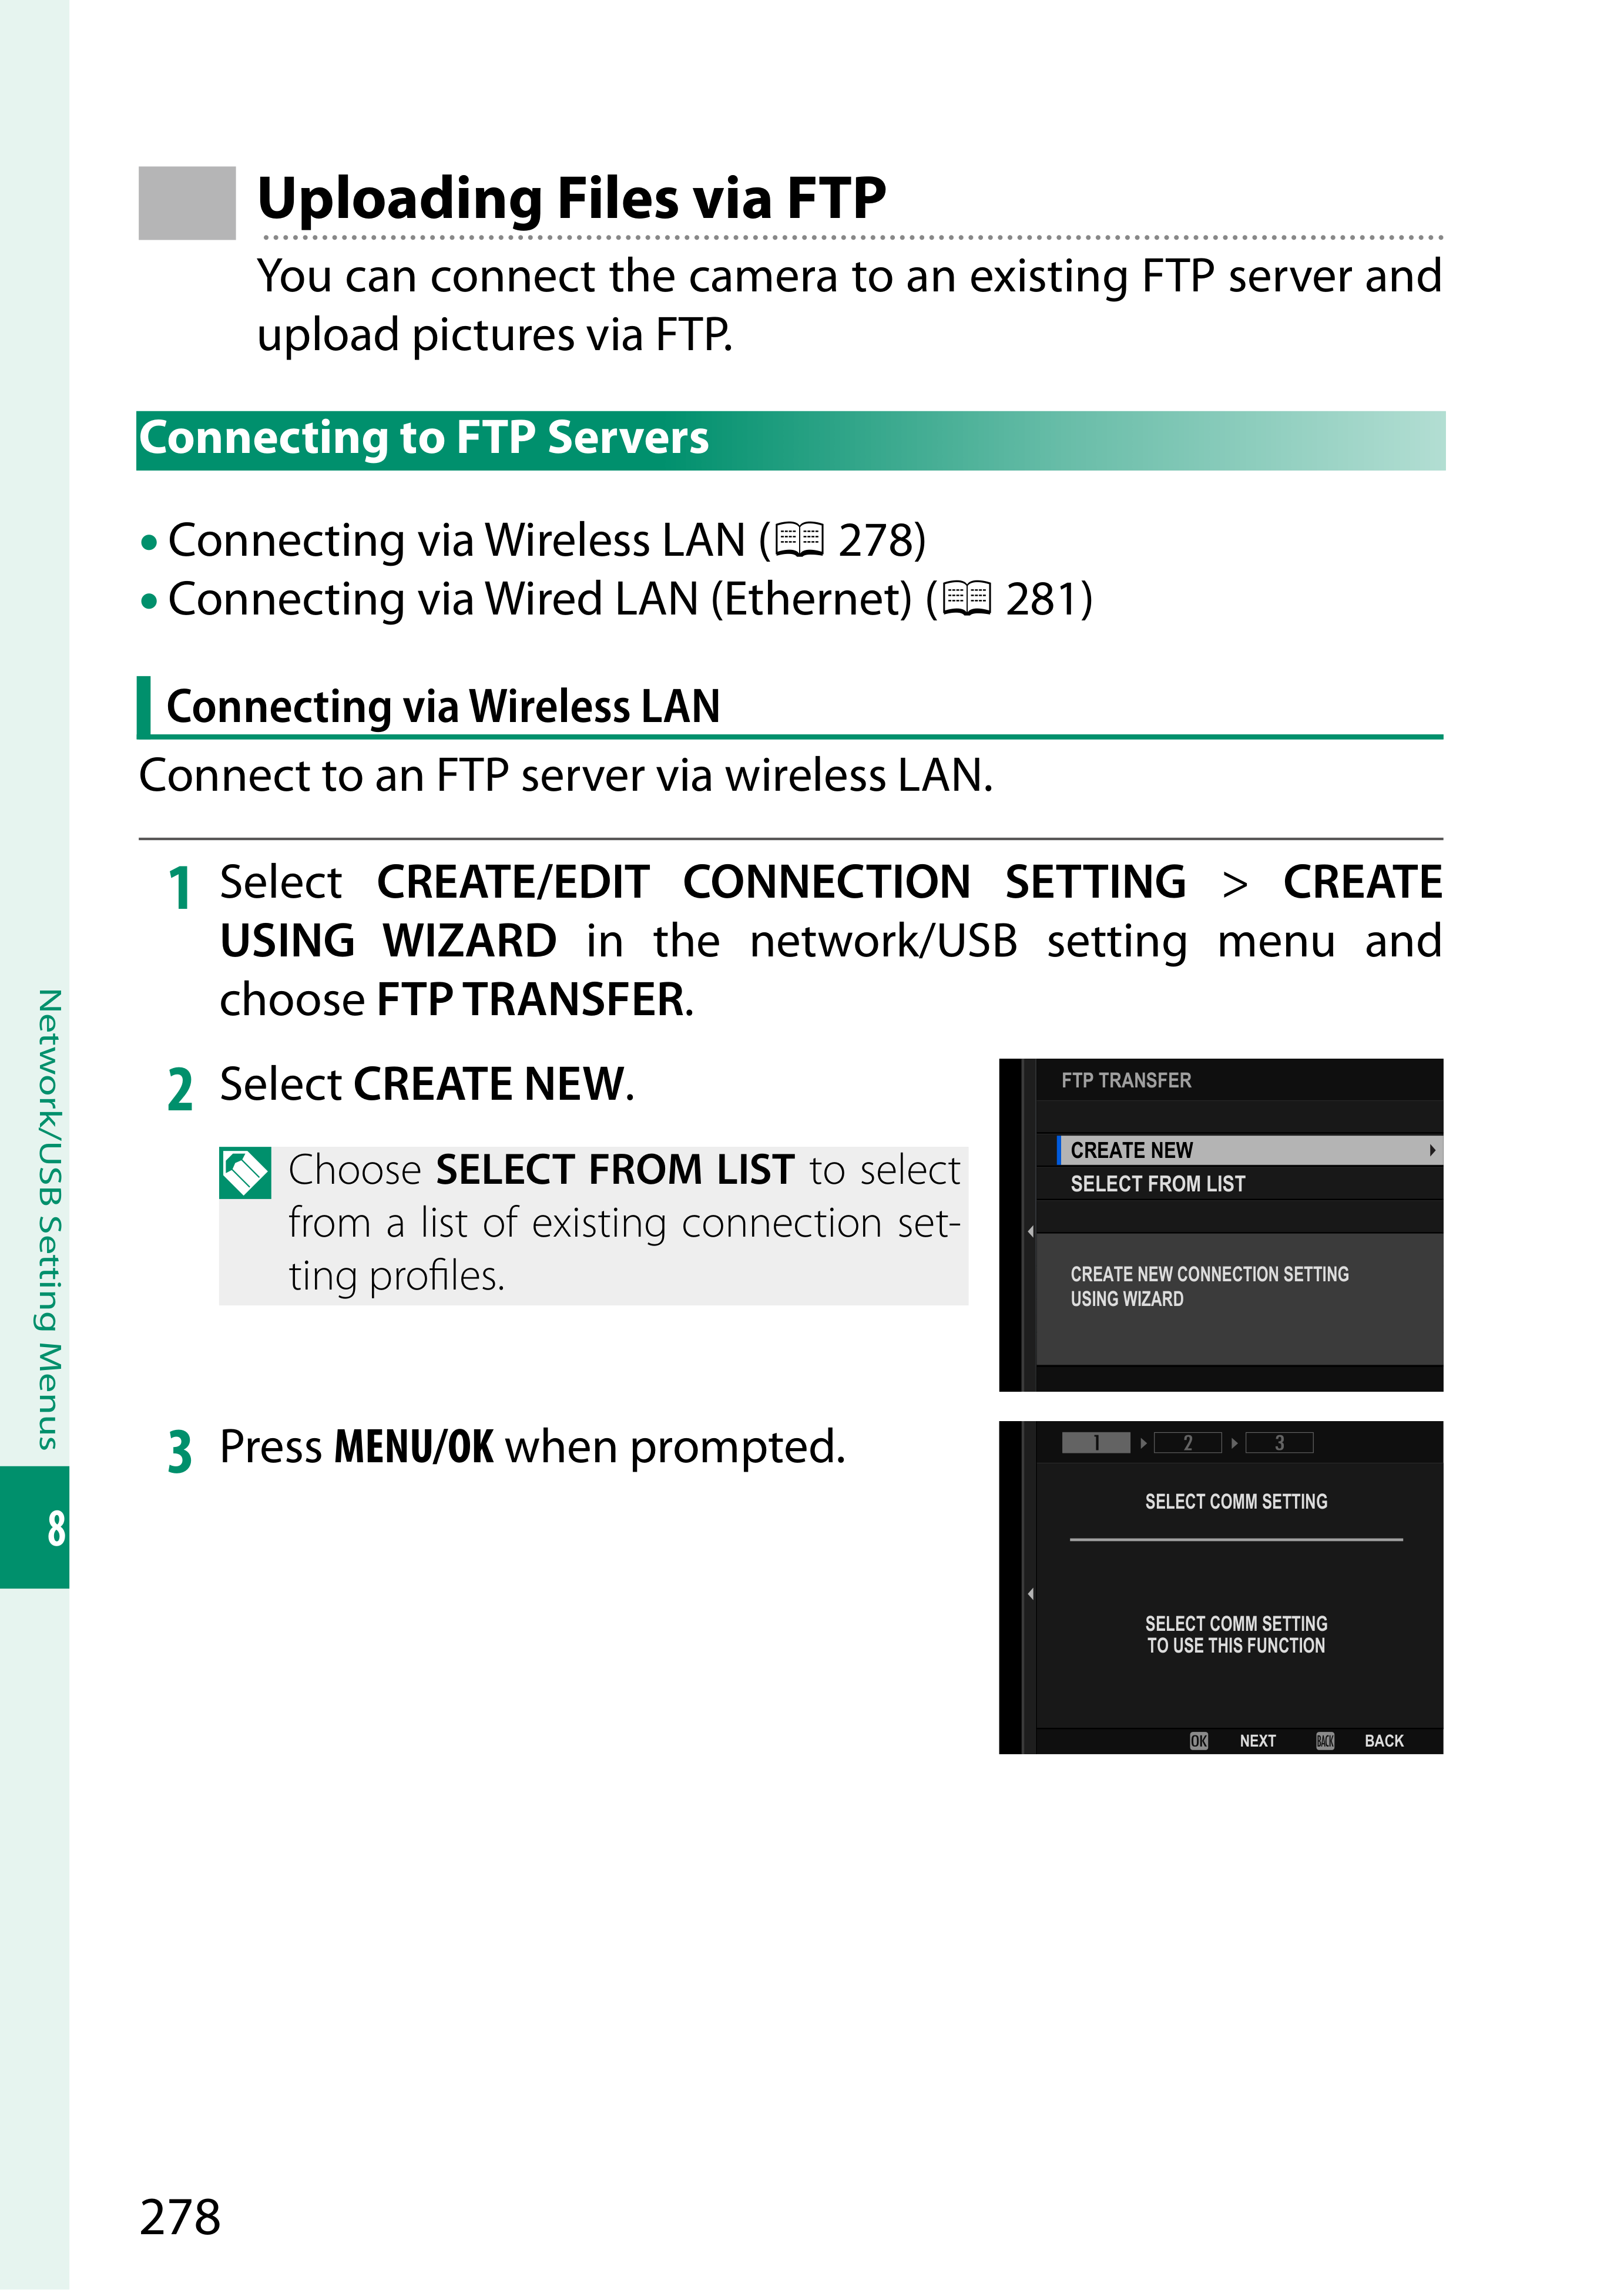 Uploading Files via FTP
You can connect the camera to an existing FTP server and
upload pictures via FTP.
Connecting to FTP Servers
• Connecting via Wireless LAN (📖 278)
• Connecting via Wired LAN (Ethernet) (📖 281)
Connecting via Wireless LAN
Connect to an FTP server via wireless LAN.
1 Select CREATE/EDIT CONNECTION SETTING > CREATE
USING WIZARD in the network/USB setting menu and
choose FTP TRANSFER.
2 Select CREATE NEW.
Choose SELECT FROM LIST to select
from a list of existing connection set-
ting profiles.
FTP TRANSFER
CREATE NEW
SELECT FROM LIST
CREATE NEW CONNECTION SETTING
USING WIZARD
3 Press MENU/OK when prompted.
1 2 3
SELECT COMM SETTING
SELECT COMM SETTING
TO USE THIS FUNCTION
OK NEXT BACK BACK
Network/USB Setting Menus
8
278